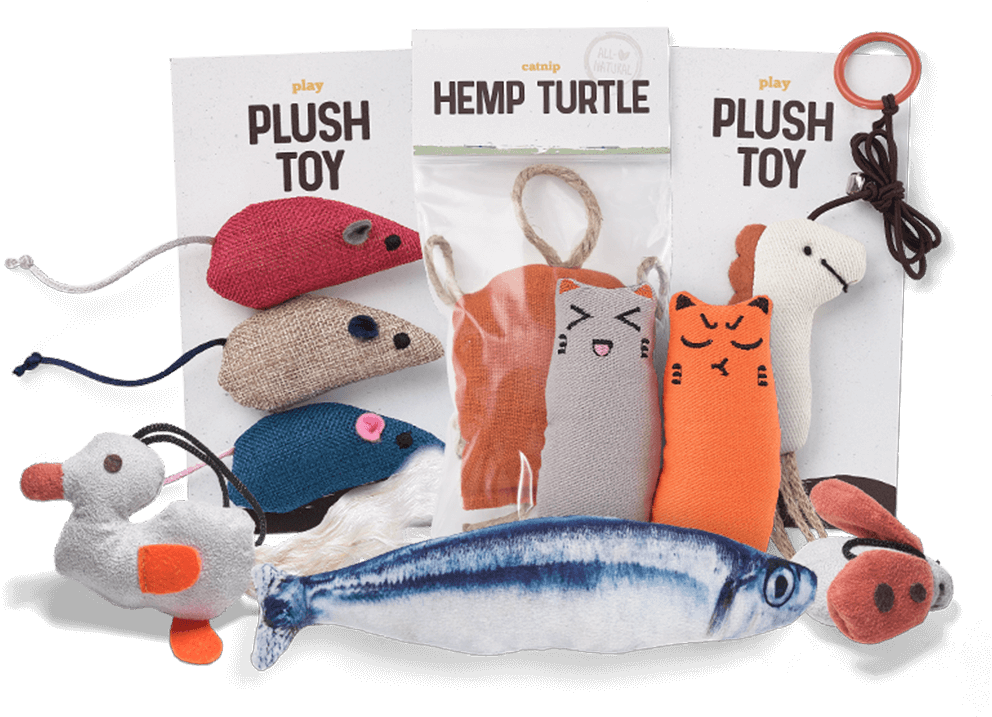 play
PLUSH
TOY
catnip
HEMP TURTLE
ALL
NATURAL
play
PLUSH
TOY